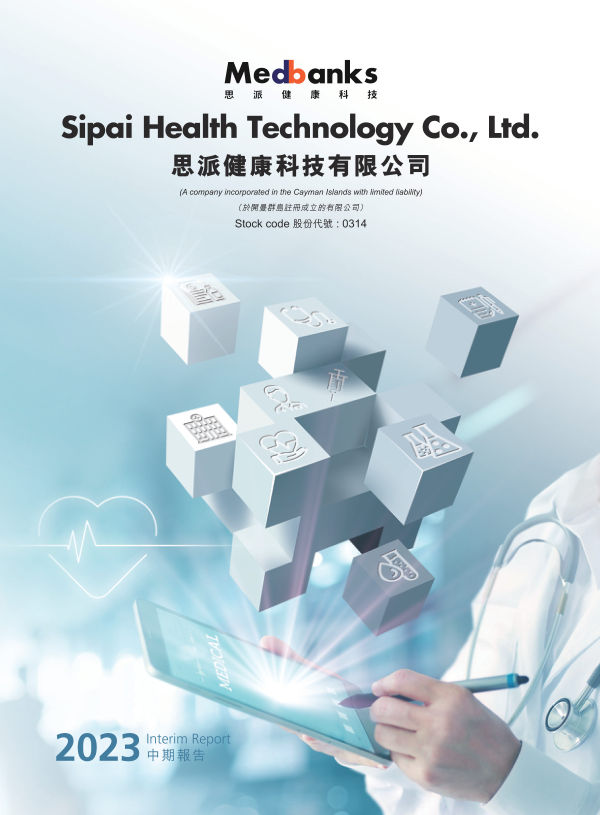 Medbanks
思派健康科技
Sipai Health Technology Co., Ltd.
思派健康科技有限公司
(A company incorporated in the Cayman Islands with limited liability)
（於開曼群島註冊成立的有限公司）
Stock code 股份代號 : 0314
MEDICAL
2023 Interim Report
中期報告